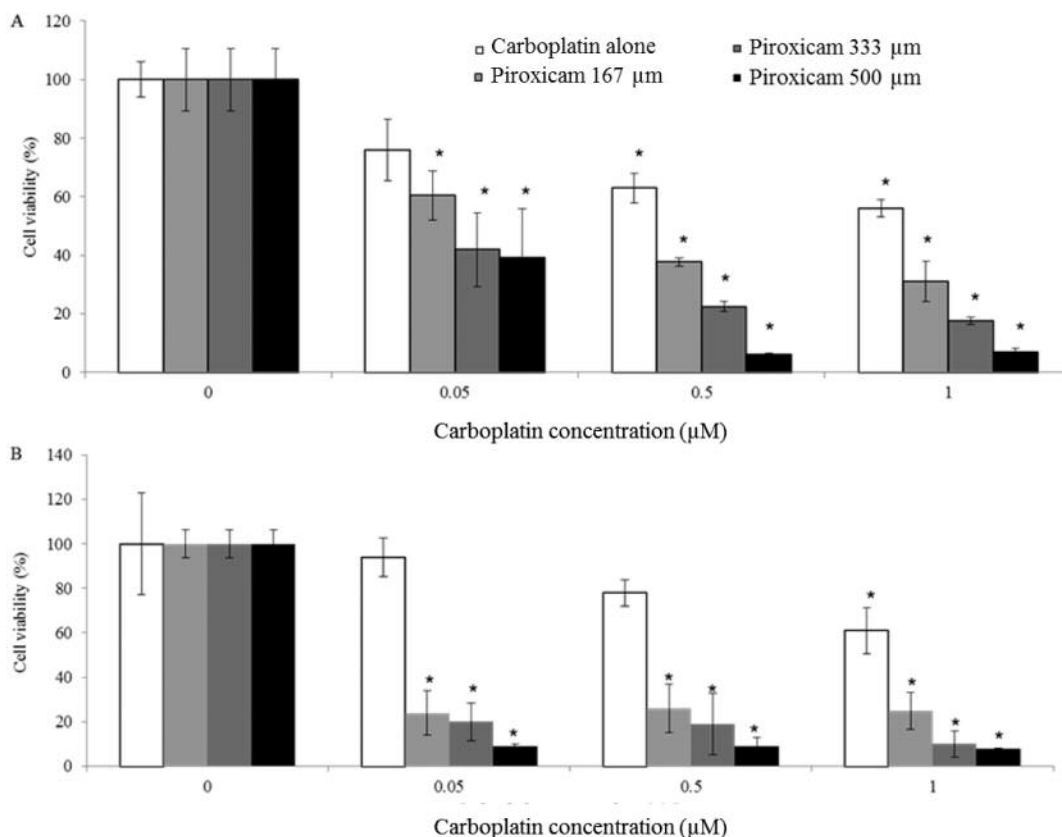 A
120
100
80
60
40
20
0
Cell viability (%)
Carboplatin alone
Piroxicam 167 µm
Piroxicam 333 µm
Piroxicam 500 µm
* * *
* * * *
* * * *
0 0.05 0.5 1
Carboplatin concentration (µM)
B
140
120
100
80
60
40
20
0
Cell viability (%)
* * *
* * *
* * * *
0 0.05 0.5 1
Carboplatin concentration (µM)